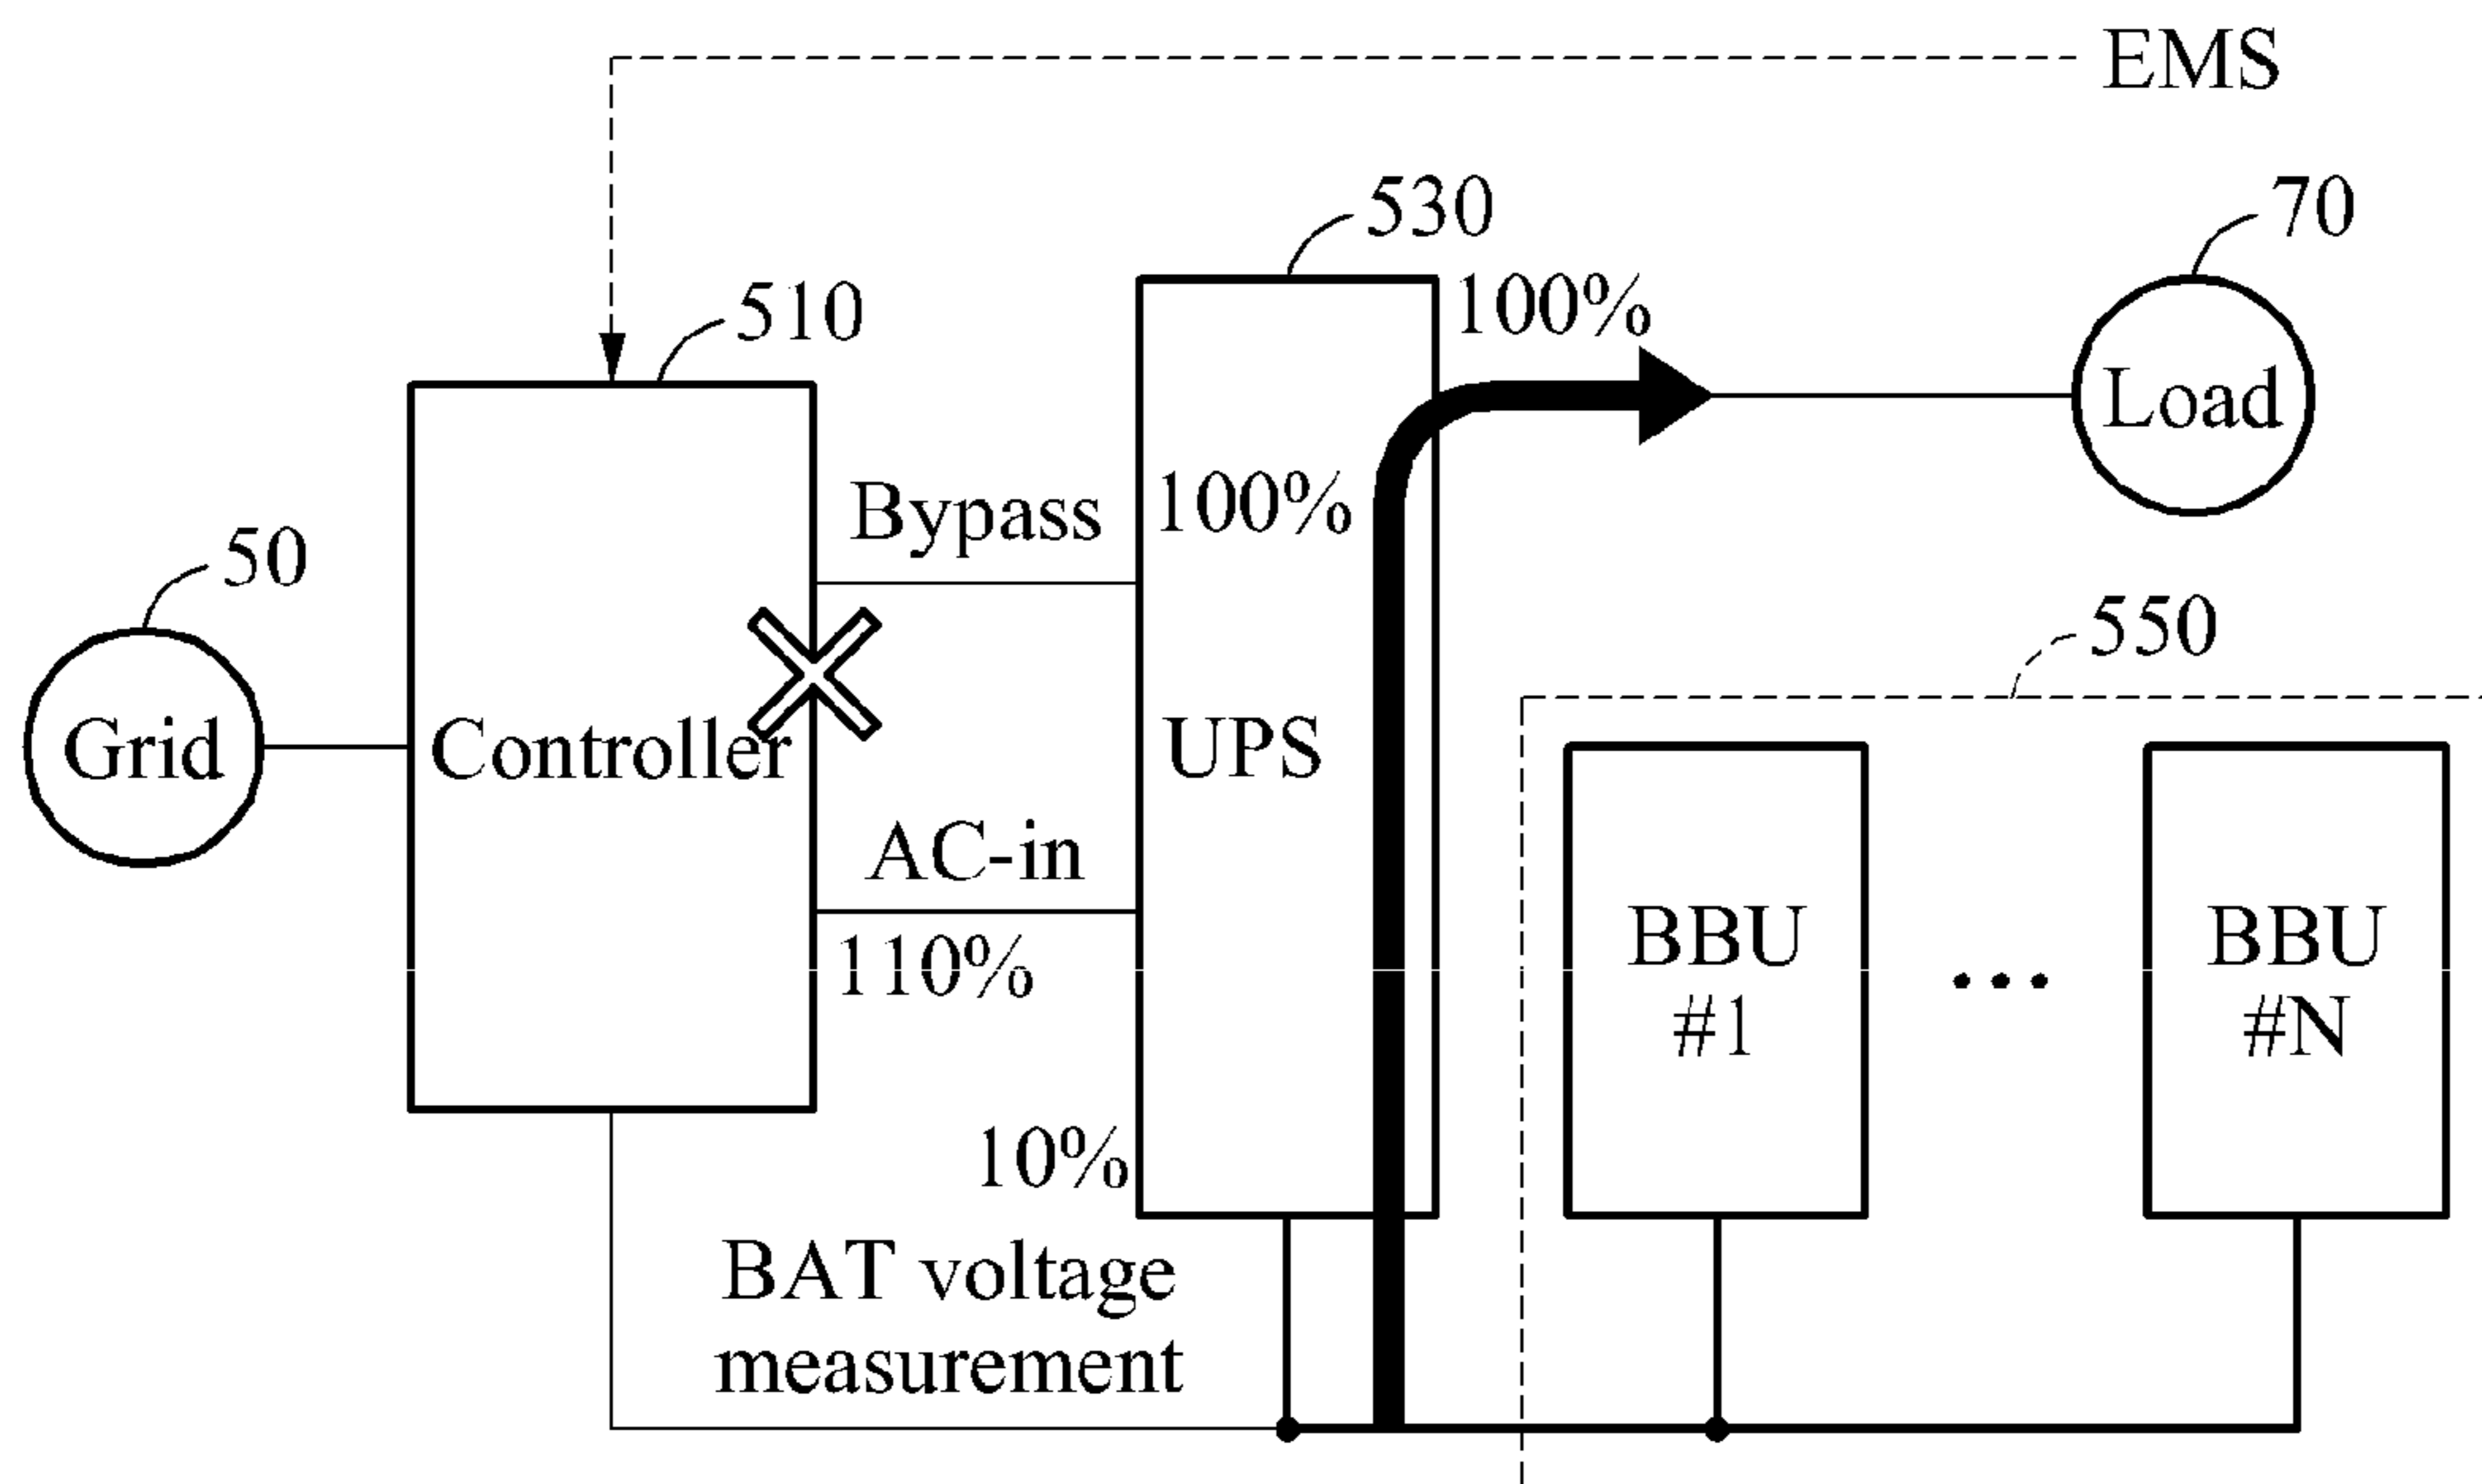 EMS
530
70
510
100%
Load
Bypass
100%
50
550
Grid
Controller
UPS
AC-in
110%
BBU
#1
...
BBU
#N
10%
BAT voltage
measurement